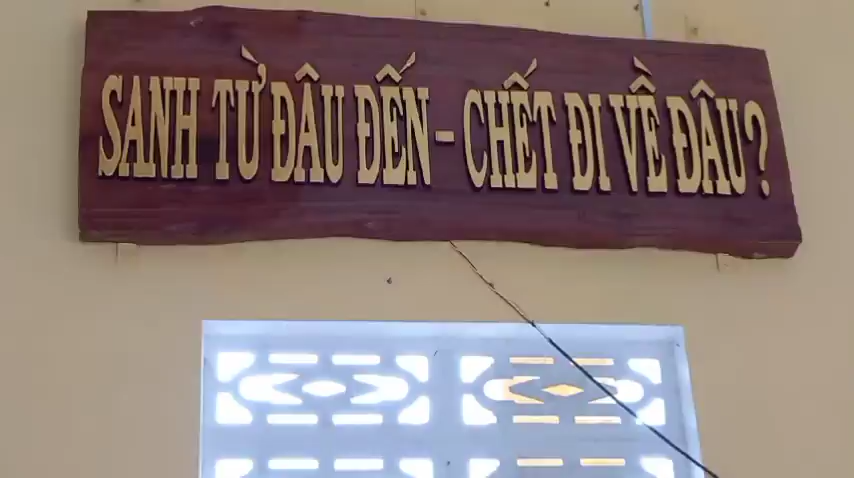 SANH TỪ ĐÂU ĐẾN - CHẾT ĐI VỀ ĐÂU?